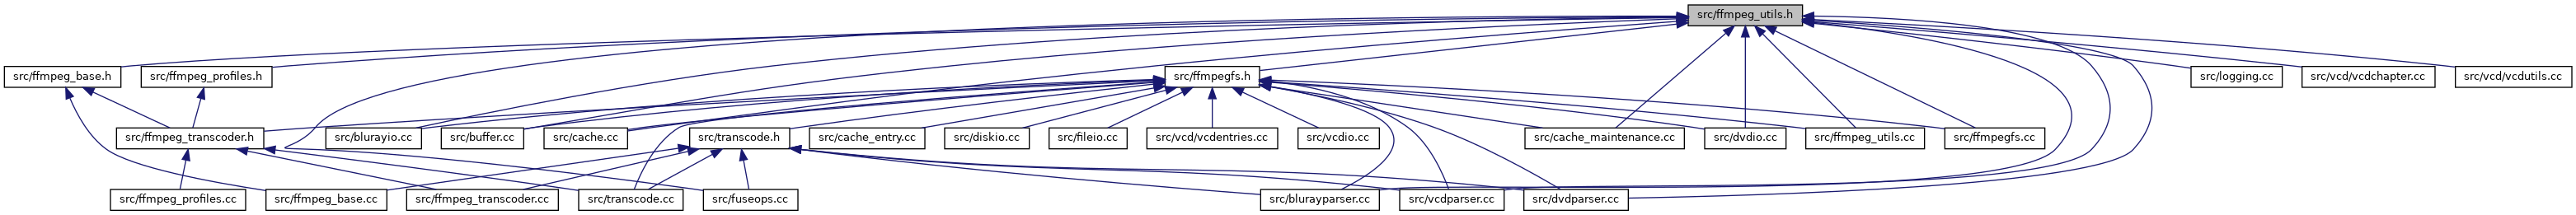 src/ffmpeg_utils.h
src/ffmpeg_base.h
src/ffmpeg_profiles.h
src/ffmpegfs.h
src/logging.cc
src/vcd/vcdchapter.cc
src/vcd/vcdutils.cc
src/ffmpeg_transcoder.h
src/blurayio.cc
src/buffer.cc
src/cache.cc
src/transcode.h
src/cache_entry.cc
src/diskio.cc
src/fileio.cc
src/vcd/vcdentries.cc
src/vcdio.cc
src/cache_maintenance.cc
src/dvdio.cc
src/ffmpeg_utils.cc
src/ffmpegfs.cc
src/ffmpeg_profiles.cc
src/ffmpeg_base.cc
src/ffmpeg_transcoder.cc
src/transcode.cc
src/fuseops.cc
src/blurayparser.cc
src/vcdparser.cc
src/dvdparser.cc